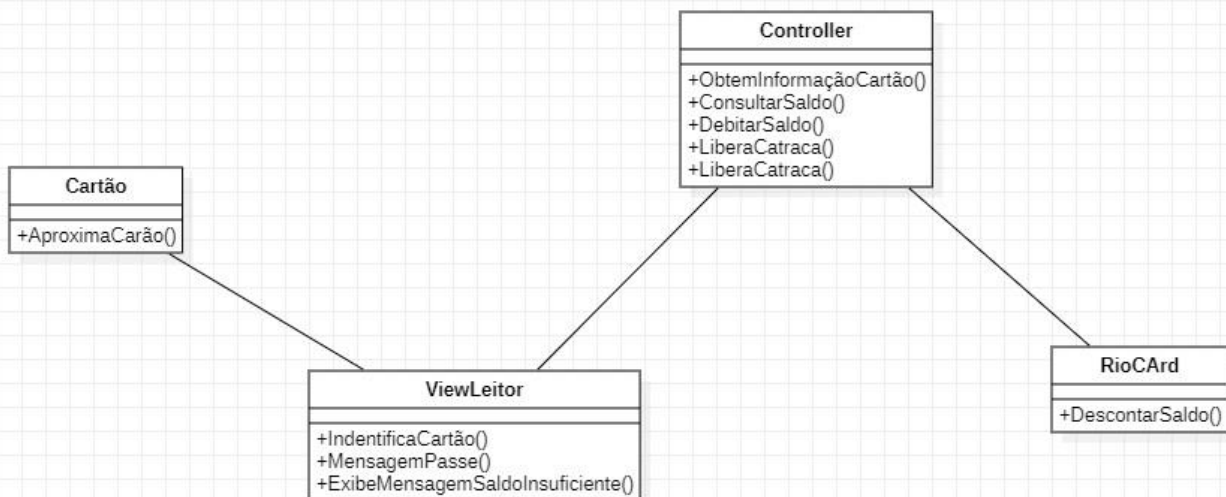 Controller
+ObtemInformaçãoCartão()
+ConsultarSaldo()
+DebitarSaldo()
+LiberaCatraca()
+LiberaCatraca()
Cartão
+AproximaCarão()
ViewLeitor
+IndentificaCartão()
+MensagemPasse()
+ExibeMensagemSaldoInsuficiente()
RioCArd
+DescontarSaldo()